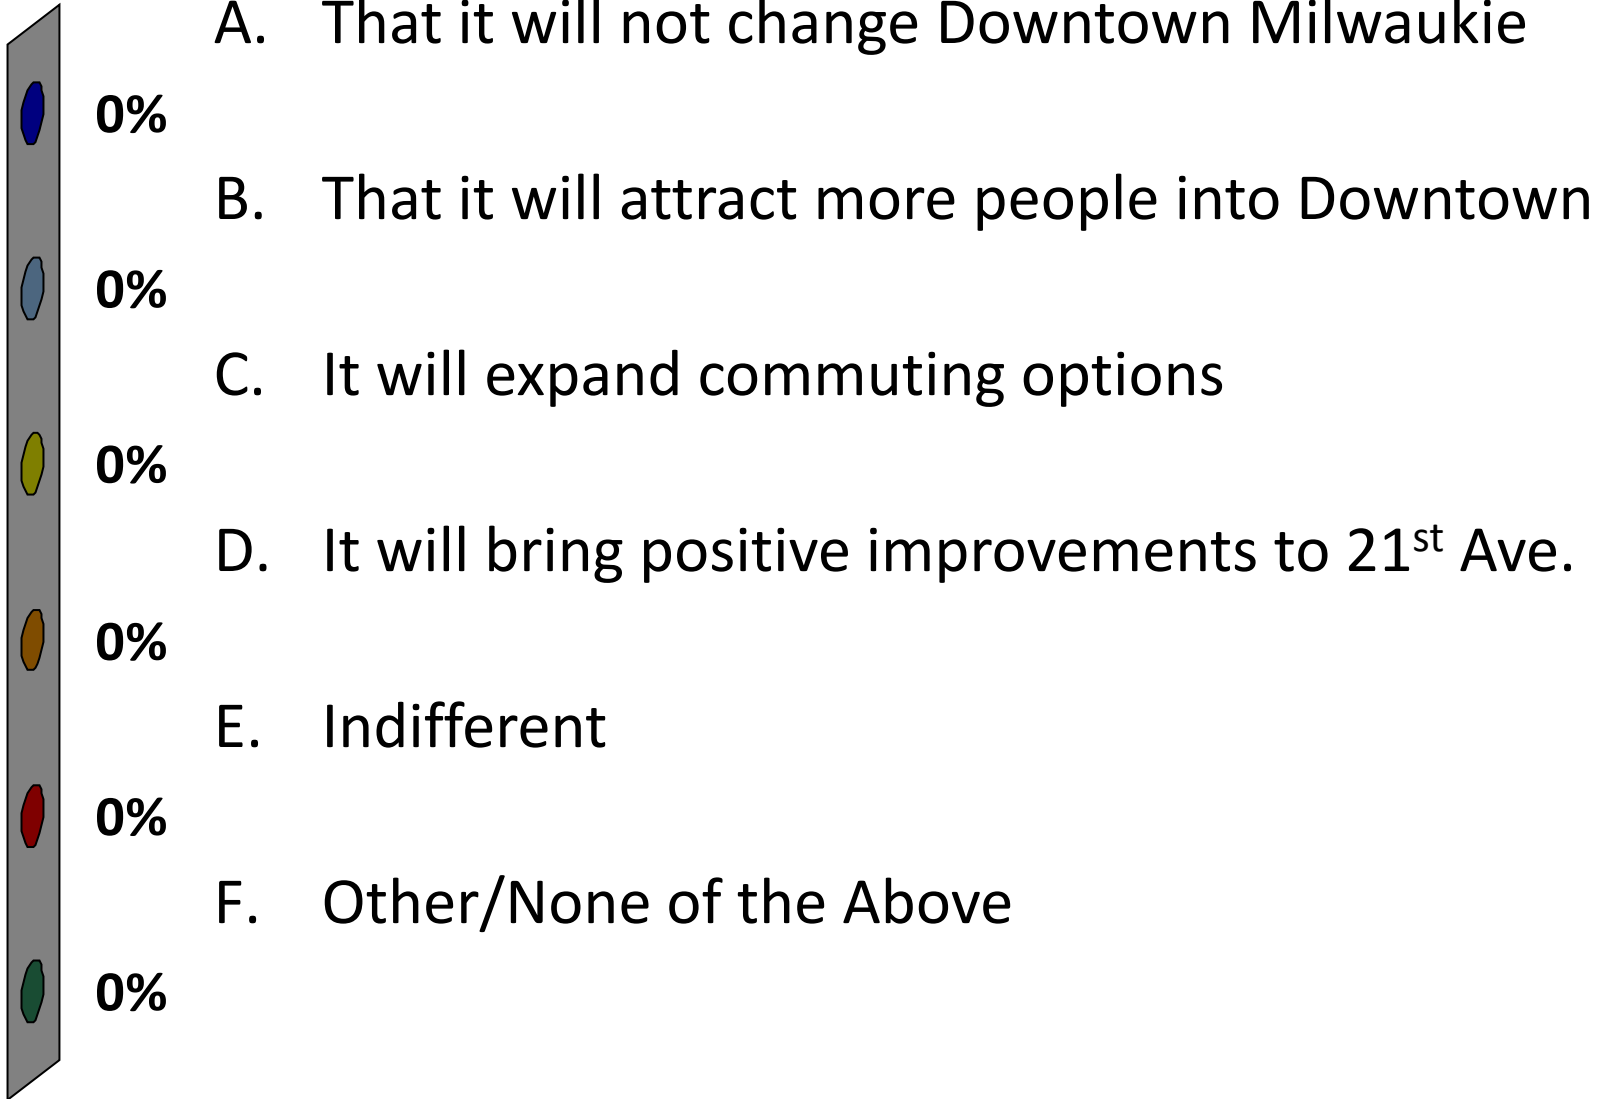 A. That it will not change Downtown Milwaukie
0%
B. That it will attract more people into Downtown
0%
C. It will expand commuting options
0%
D. It will bring positive improvements to 21st Ave.
0%
E. Indifferent
0%
F. Other/None of the Above
0%